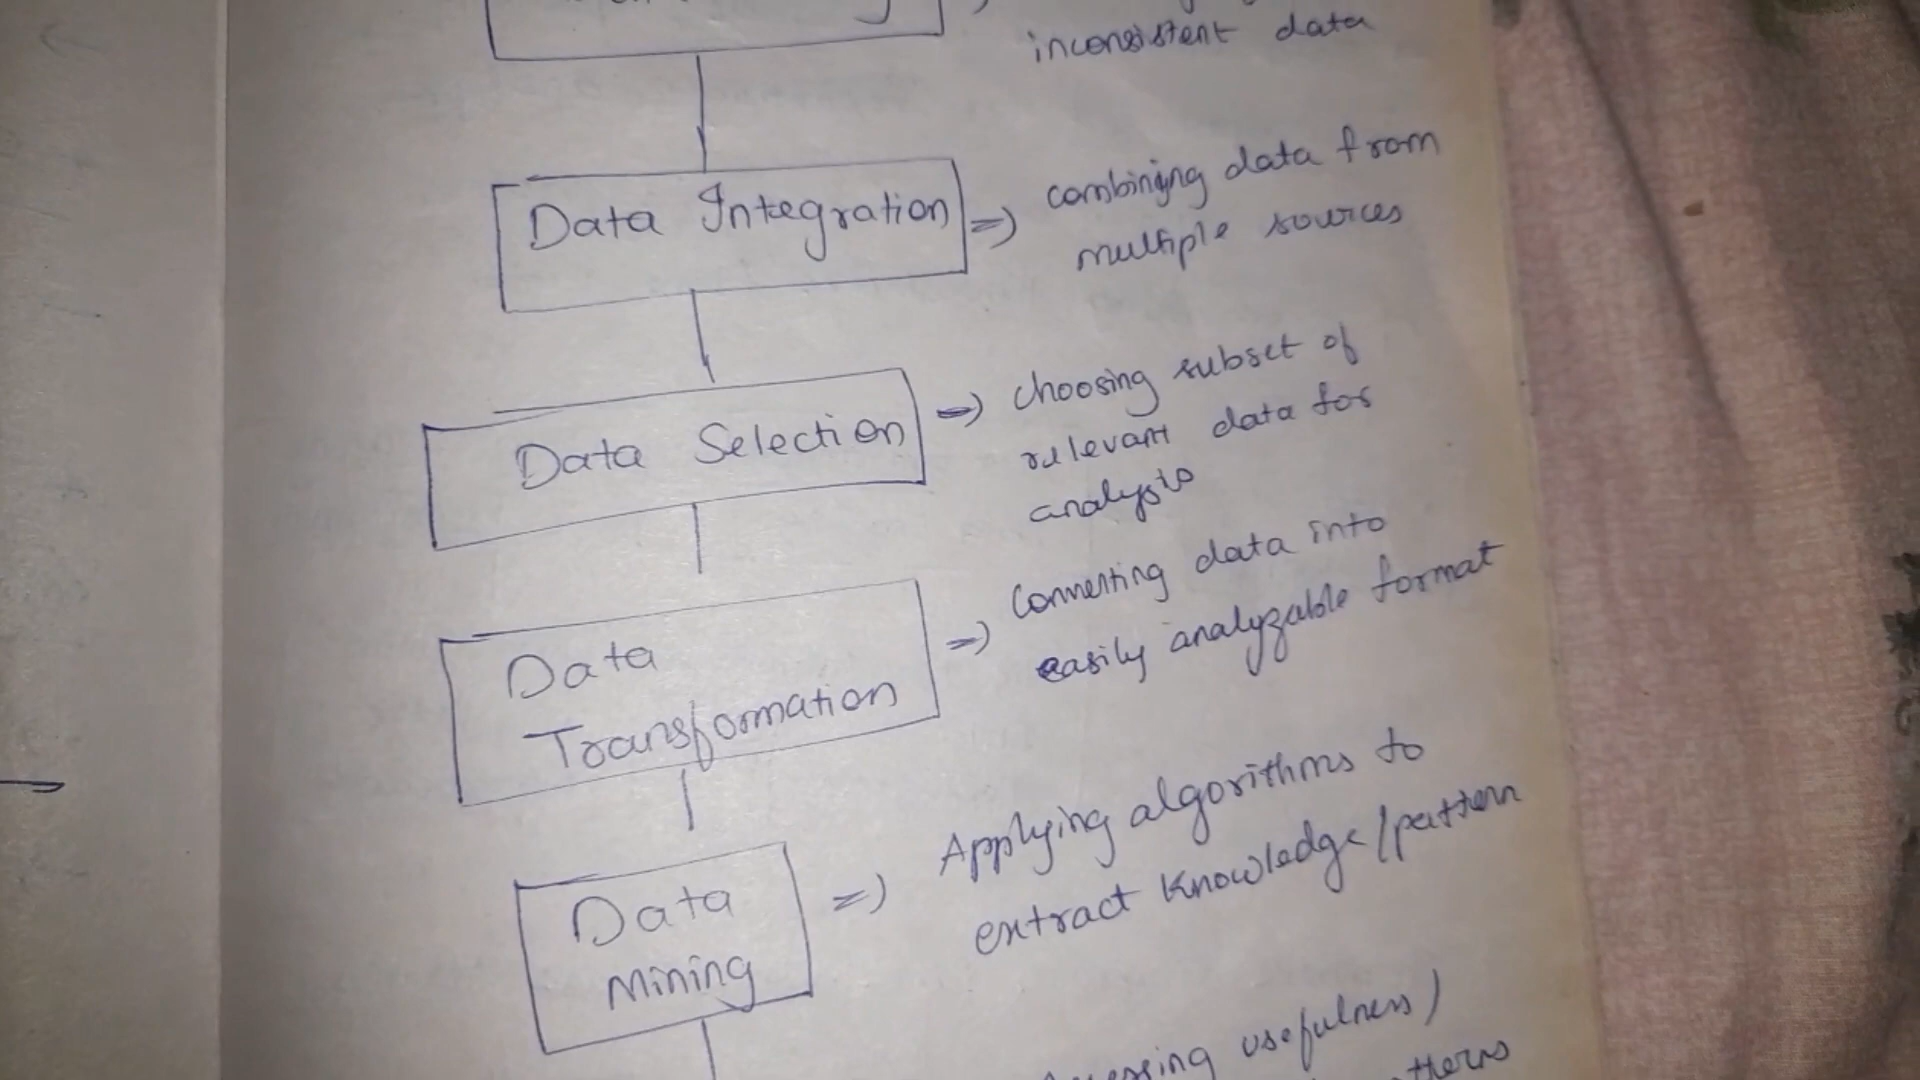 inconsistent data
Data Integration => combining data from
multiple sources
Data Selection => choosing subset of
relevant data for
analysis
Data
Transformation => Converting data into
easily analyzable format
Data
Mining => Applying algorithms to
extract knowledge/pattern
usefulness)